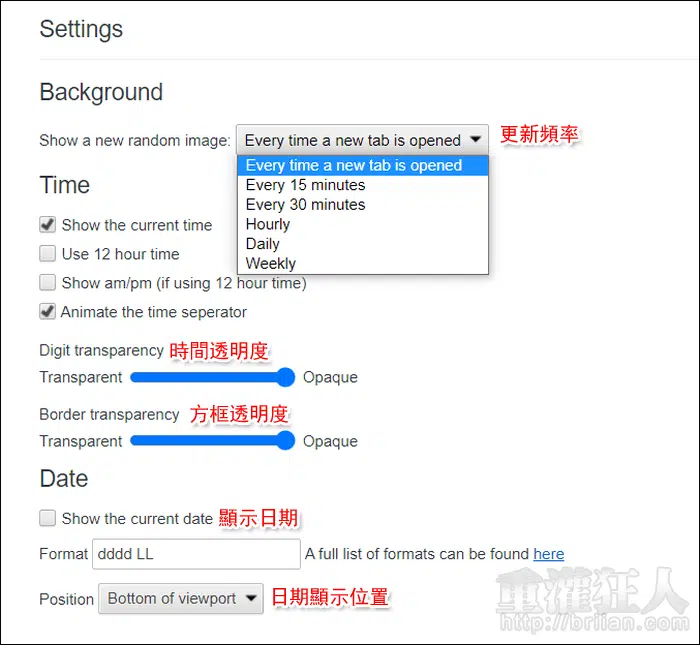 Settings
Background
Show a new random image: Every time a new tab is opened 更新頻率
Every time a new tab is opened
Every 15 minutes
Every 30 minutes
Hourly
Daily
Weekly
Time
Show the current time
Use 12 hour time
Show am/pm (if using 12 hour time)
Animate the time seperator
Digit transparency 時間透明度
Transparent Opaque
Border transparency 方框透明度
Transparent Opaque
Date
Show the current date 顯示日期
Format dddd LL A full list of formats can be found here
Position Bottom of viewport 日期顯示位置
重灌狂人
http://briian.com